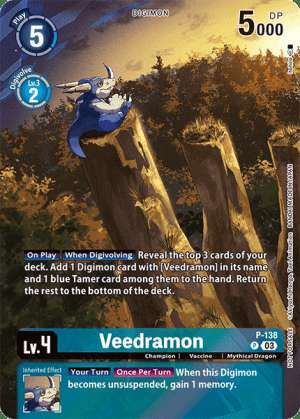 DIGIMON
Play
5
DP
5000
Digivolve
Lv.3
2
On Play When Digivolving Reveal the top 3 cards of your
deck. Add 1 Digimon card with [Veedramon] in its name
and 1 blue Tamer card among them to the hand. Return
the rest to the bottom of the deck.
P-138
Lv.4
Veedramon
P 03
Champion Vaccine Mythical Dragon
Inherited Effect
Your Turn Once Per Turn When this Digimon
becomes unsuspended, gain 1 memory.